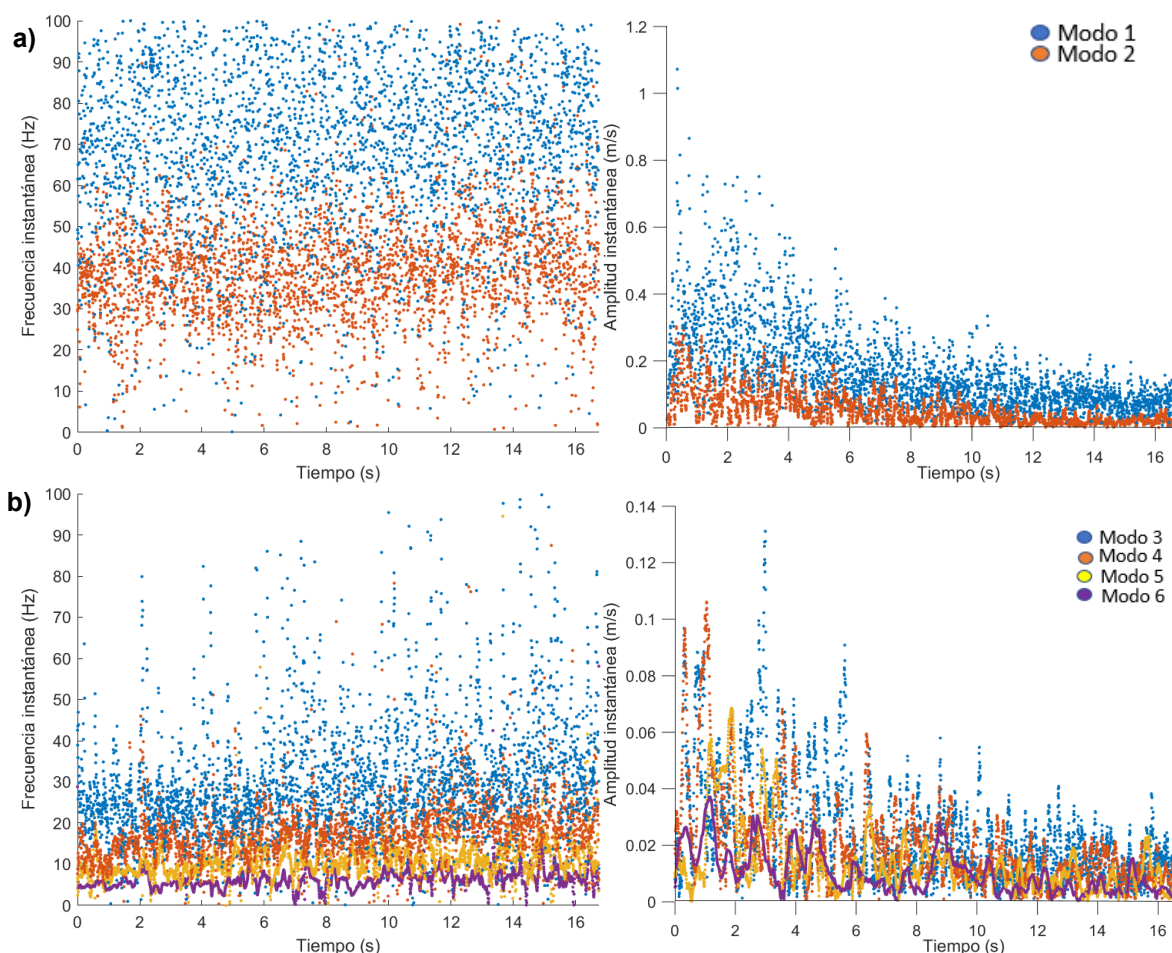 a)
100
90
80
70
60
50
40
30
20
10
0
Frecuencia instantánea (Hz)
0 2 4 6 8 10 12 14 16
Tiempo (s)
1.2
1
0.8
0.6
0.4
0.2
0
Amplitud instantánea (m/s)
0 2 4 6 8 10 12 14 16
Tiempo (s)
Modo 1
Modo 2
b)
100
90
80
70
60
50
40
30
20
10
0
Frecuencia instantánea (Hz)
0 2 4 6 8 10 12 14 16
Tiempo (s)
0.14
0.12
0.1
0.08
0.06
0.04
0.02
0
Amplitud instantánea (m/s)
0 2 4 6 8 10 12 14 16
Tiempo (s)
Modo 3
Modo 4
Modo 5
Modo 6